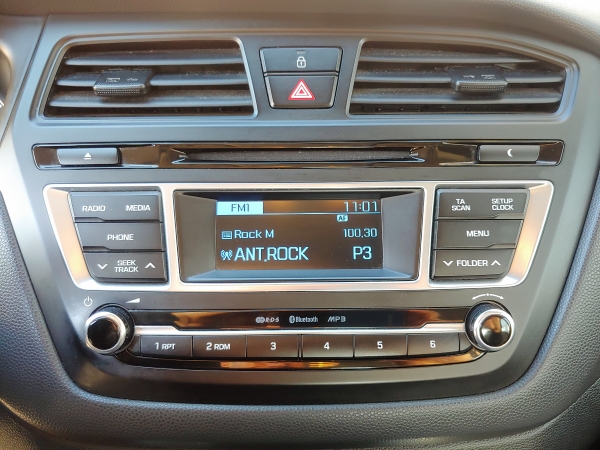 RADIO MEDIA
PHONE
SEEK
TRACK
FM1 11:01
AF
Rock M 100,30
ANT,ROCK P3
TA
SCAN
SETUP
CLOCK
MENU
FOLDER
R·D·S Bluetooth MP3
1 RPT 2 RDM 3 4 5 6